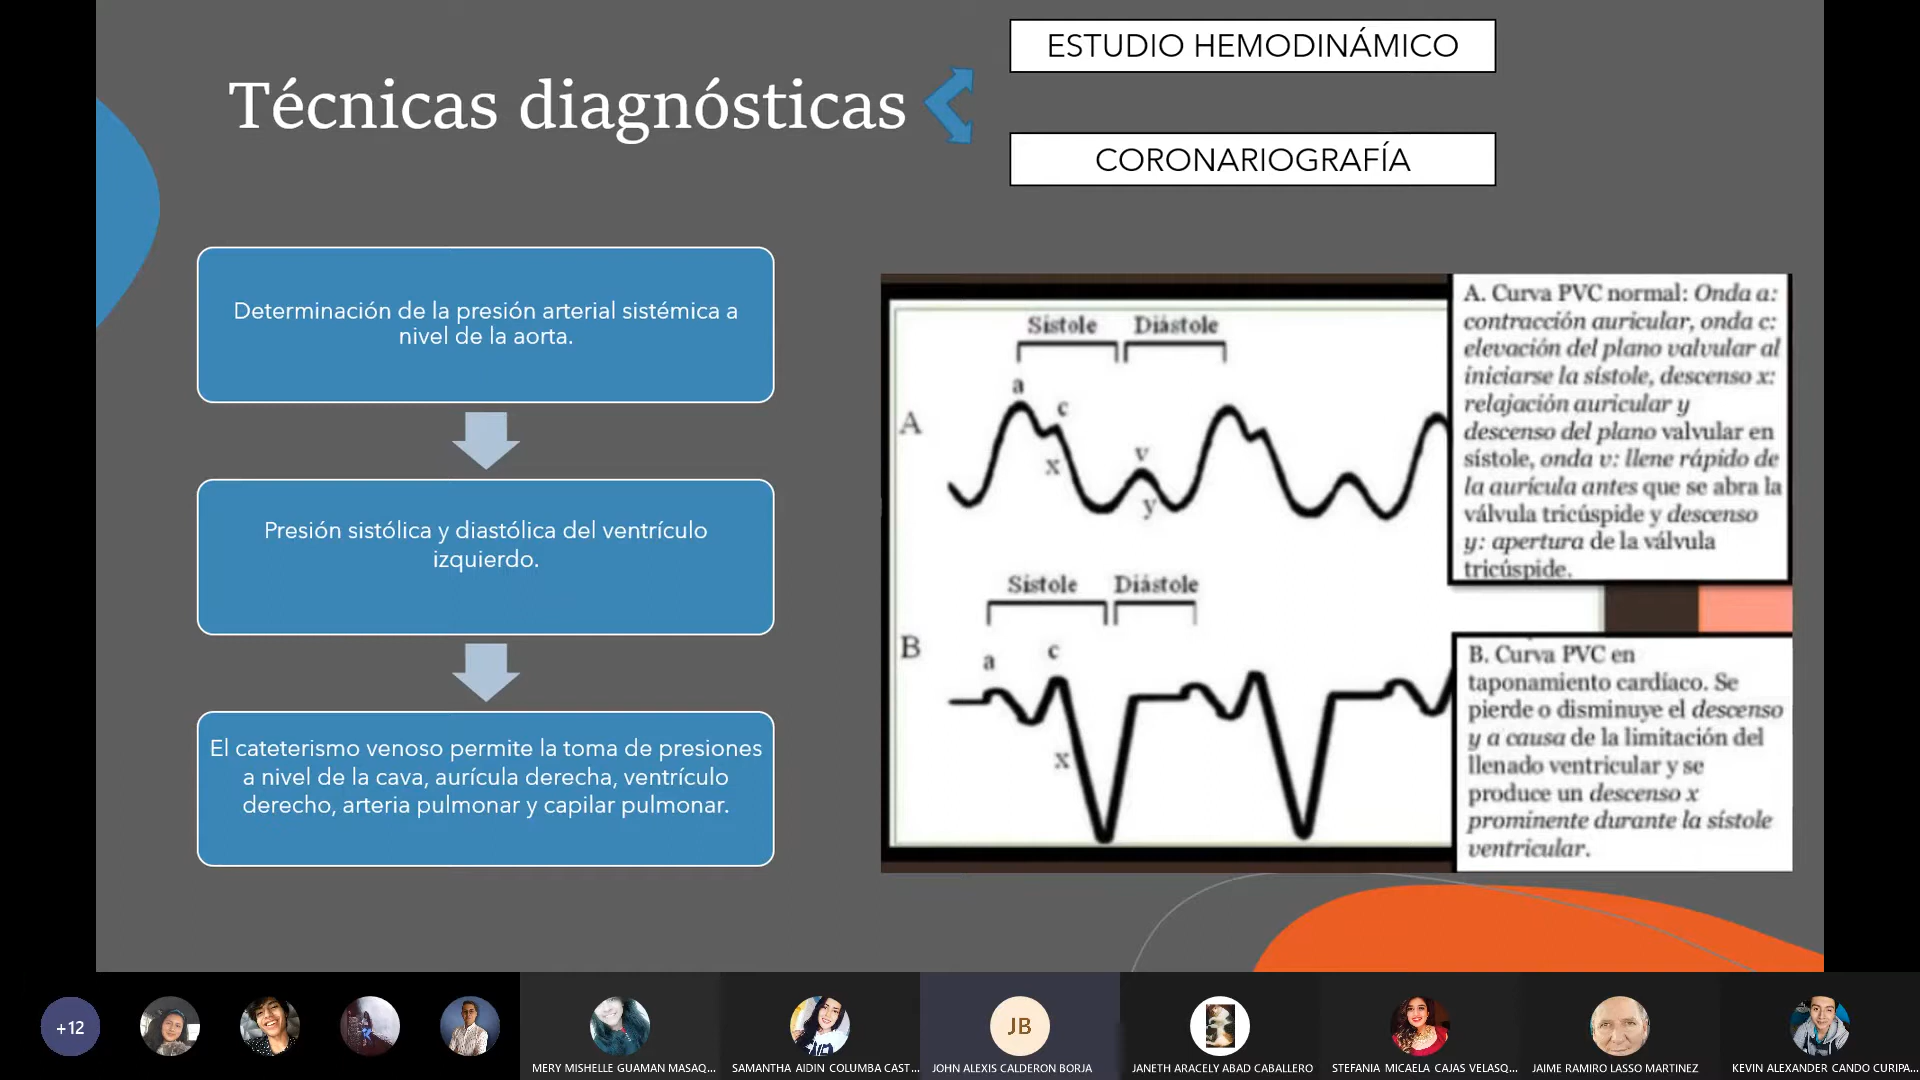 Técnicas diagnósticas
ESTUDIO HEMODINÁMICO
CORONARIOGRAFÍA
Determinación de la presión arterial sistémica a
nivel de la aorta.
Presión sistólica y diastólica del ventrículo
izquierdo.
El cateterismo venoso permite la toma de presiones
a nivel de la cava, aurícula derecha, ventrículo
derecho, arteria pulmonar y capilar pulmonar.
Sístole Diástole
a
c
A
v
x
y
Sístole Diástole
B
a
c
x
A. Curva PVC normal: Onda a:
contracción auricular, onda c:
elevación del plano valvular al
iniciarse la sístole, descenso x:
relajación auricular y
descenso del plano valvular en
sístole, onda v: llene rápido de
la aurícula antes que se abra la
válvula tricúspide y descenso
y: apertura de la válvula
tricúspide.
B. Curva PVC en
taponamiento cardíaco. Se
pierde o disminuye el descenso
y a causa de la limitación del
llenado ventricular y se
produce un descenso x
prominente durante la sístole
ventricular.
+12
JB
MERY MISHELLE GUAMAN MASAQ...
SAMANTHA AIDIN COLUMBA CAST...
JOHN ALEXIS CALDERON BORJA
JANETH ARACELY ABAD CABALLERO
STEFANIA MICAELA CAJAS VELASQ...
JAIME RAMIRO LASSO MARTINEZ
KEVIN ALEXANDER CANDO CURIPA...